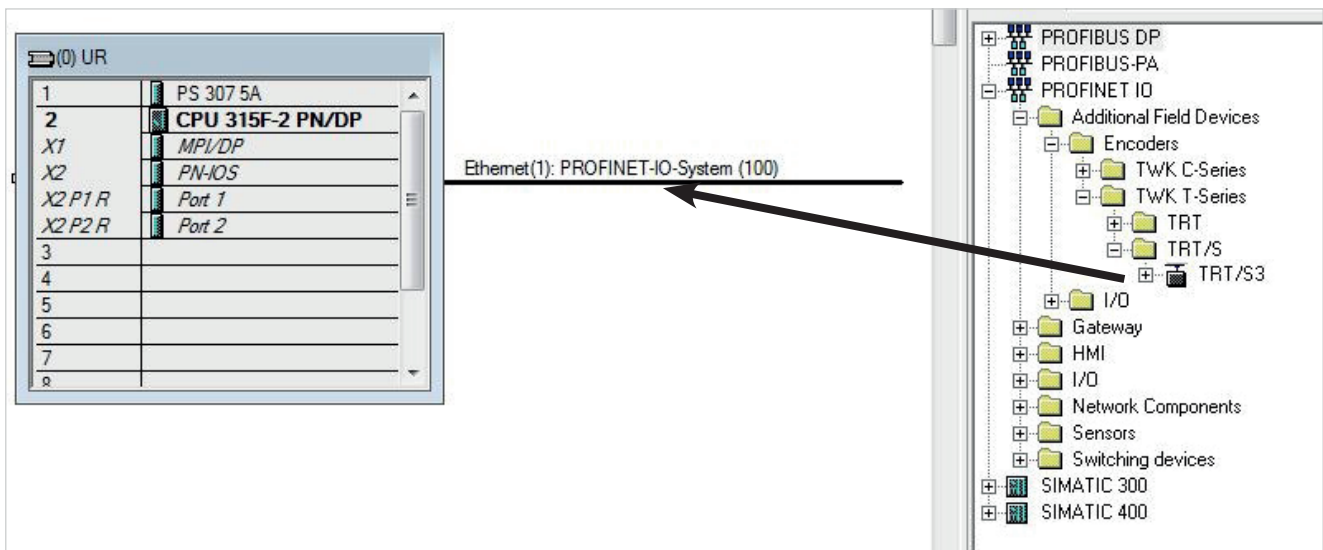 (0) UR
1 PS 307 5A
2 CPU 315F-2 PN/DP
X1 MPI/DP
X2 PN-IOS
X2 P1 R Port 1
X2 P2 R Port 2
3
4
5
6
7
8
Ethernet(1): PROFINET-IO-System (100)
PROFIBUS DP
PROFIBUS-PA
PROFINET IO
Additional Field Devices
Encoders
TWK C-Series
TWK T-Series
TRT
TRT/S
TRT/S3
I/O
Gateway
HMI
I/O
Network Components
Sensors
Switching devices
SIMATIC 300
SIMATIC 400